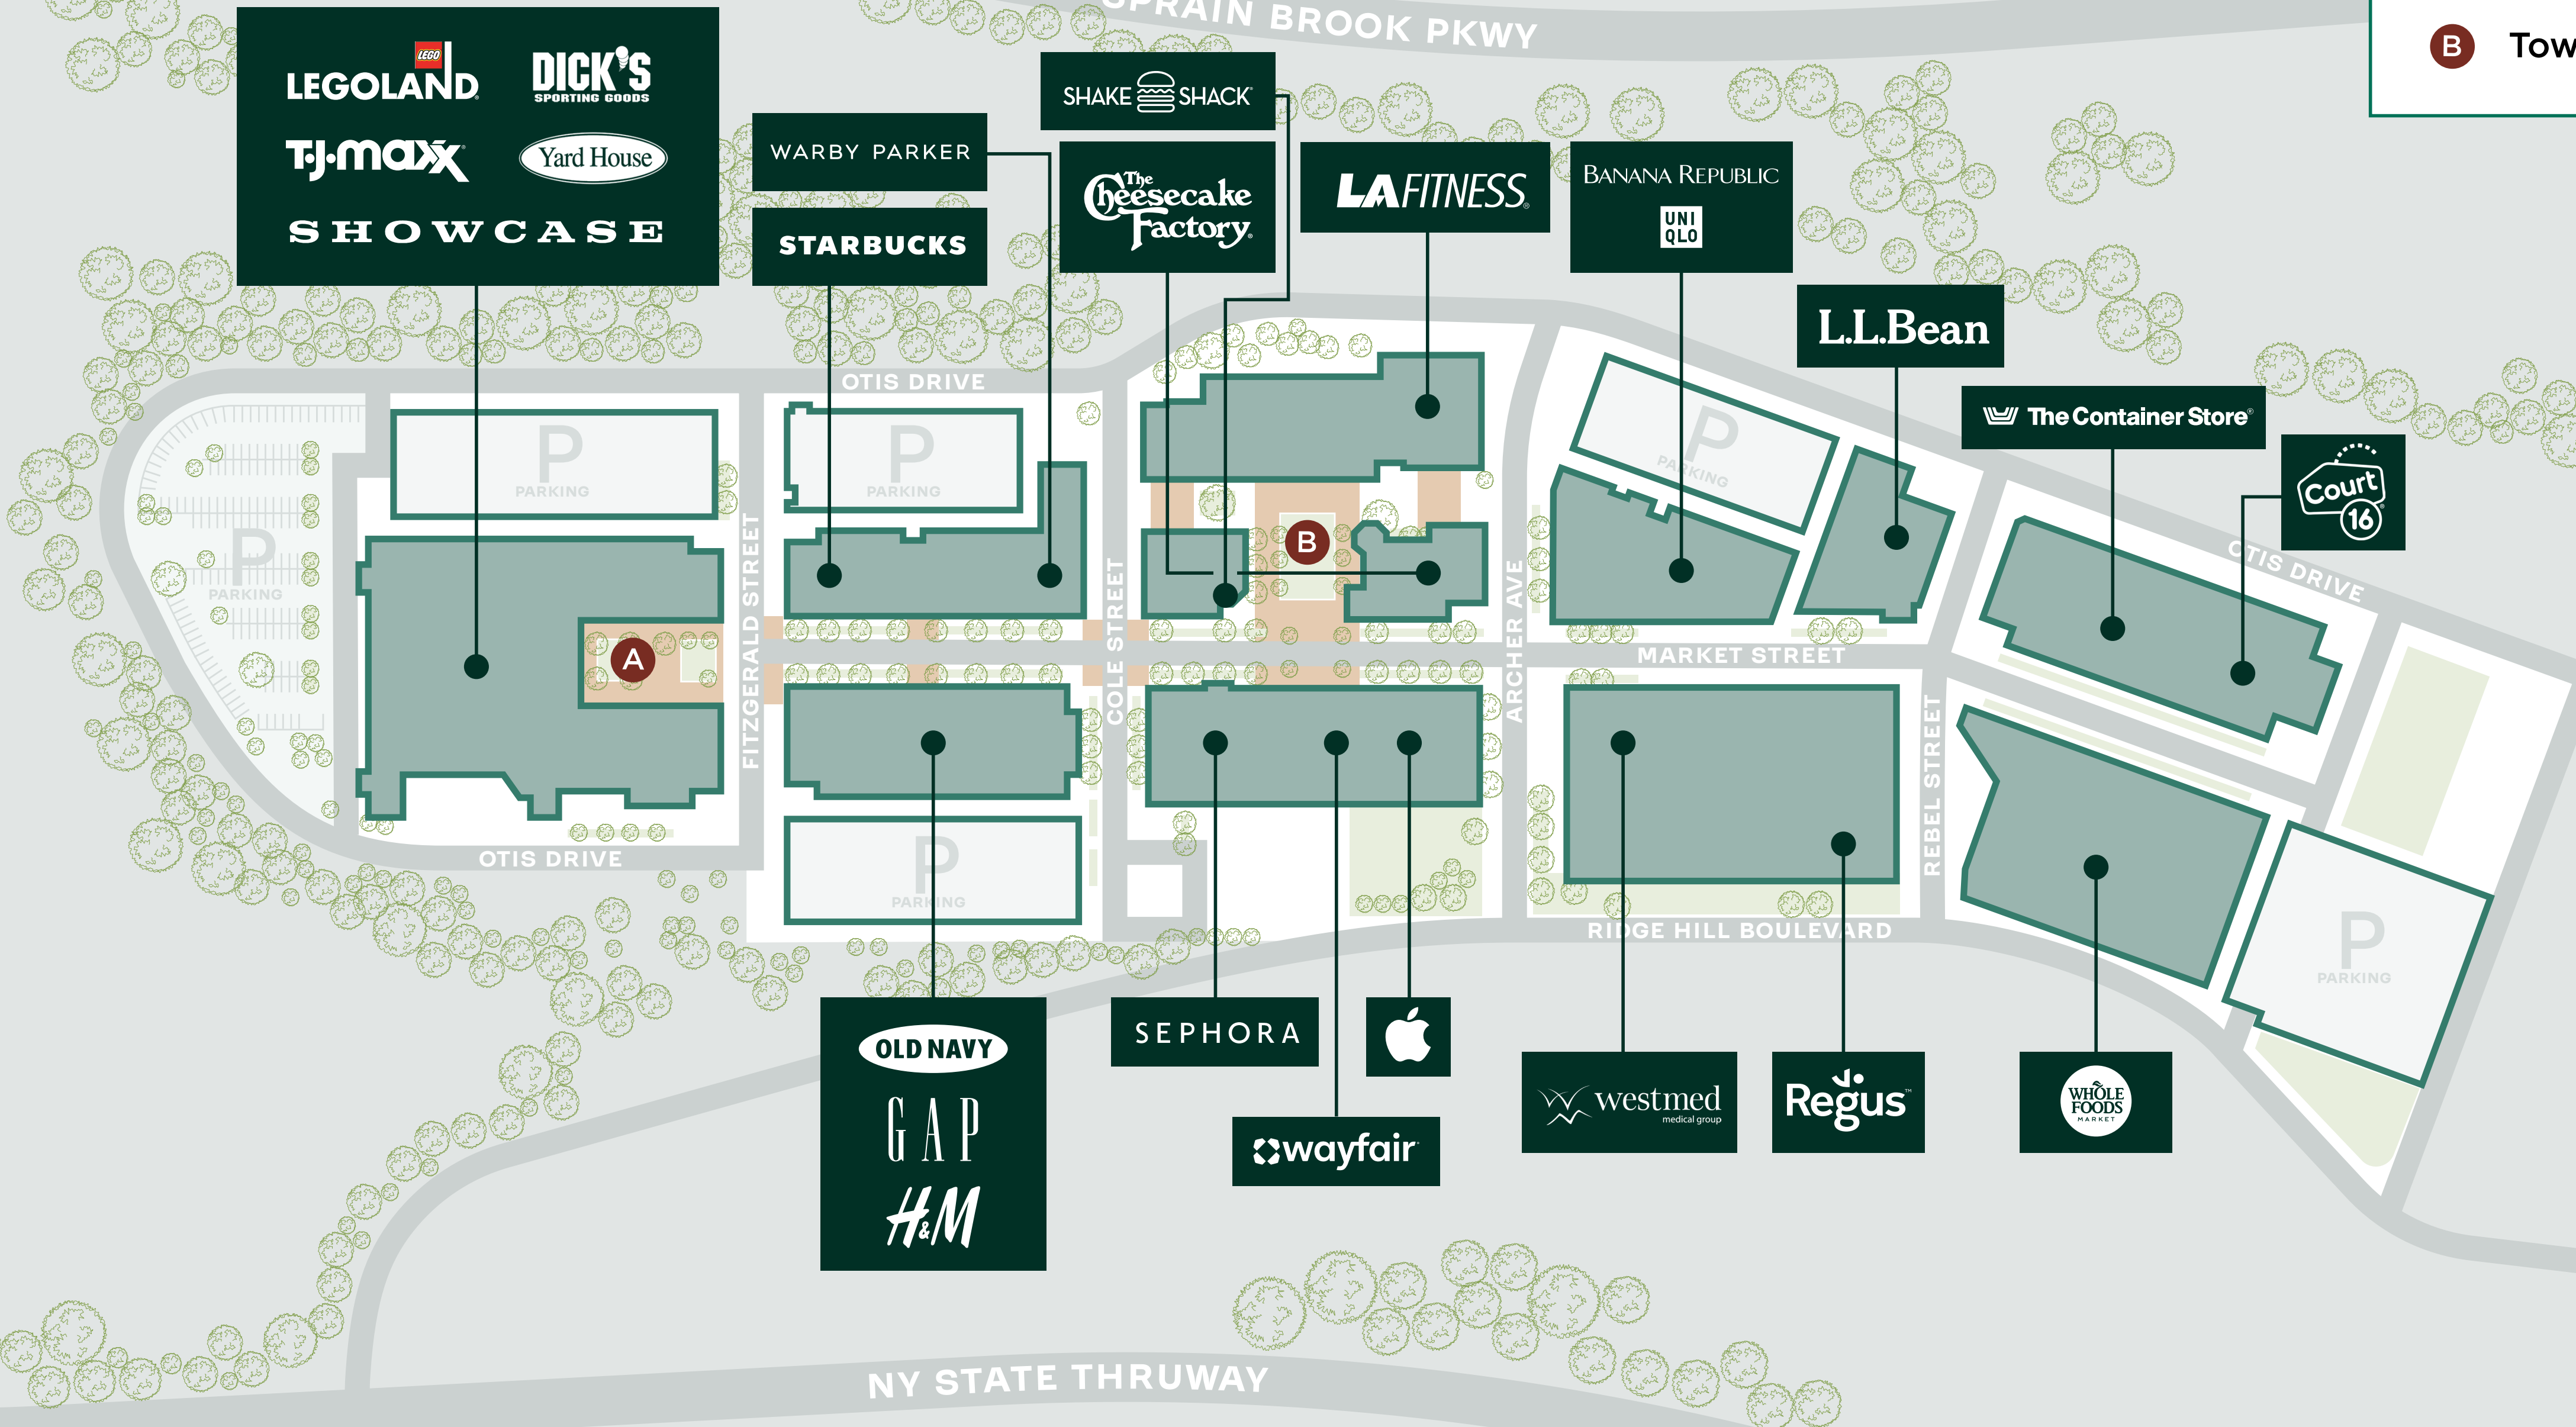 SPRAIN BROOK PKWY
B Tow
LEGO
LEGOLAND
DICK'S
SPORTING GOODS
T·J·maxx
Yard House
SHOWCASE
WARBY PARKER
STARBUCKS
SHAKE SHACK
The
Cheesecake
Factory
LA FITNESS
BANANA REPUBLIC
UNI
QLO
L.L.Bean
The Container Store
Court
16
OTIS DRIVE
OTIS DRIVE
P
PARKING
P
PARKING
P
PARKING
P
PARKING
A
B
FITZGERALD STREET
COLE STREET
ARCHER AVE
MARKET STREET
REBEL STREET
OTIS DRIVE
P
PARKING
RIDGE HILL BOULEVARD
P
PARKING
OLD NAVY
GAP
H&M
SEPHORA
wayfair
westmed
medical group
Regus™
WHOLE
FOODS
MARKET
NY STATE THRUWAY